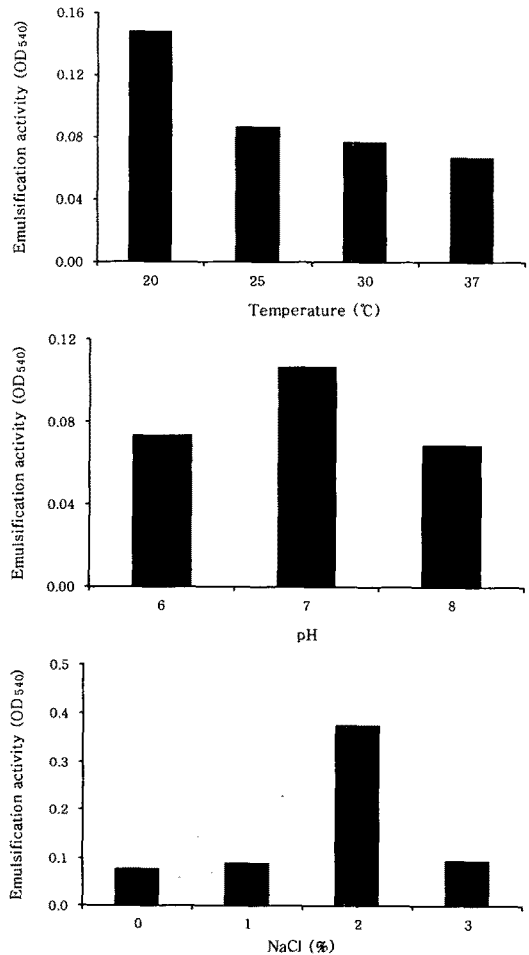 Emulsification activity (OD540)
0.16
0.12
0.08
0.04
0.00
20 25 30 37
Temperature (℃)
Emulsification activity (OD540)
0.12
0.08
0.04
0.00
6 7 8
pH
Emulsification activity (OD540)
0.5
0.4
0.3
0.2
0.1
0.0
0 1 2 3
NaCl (%)